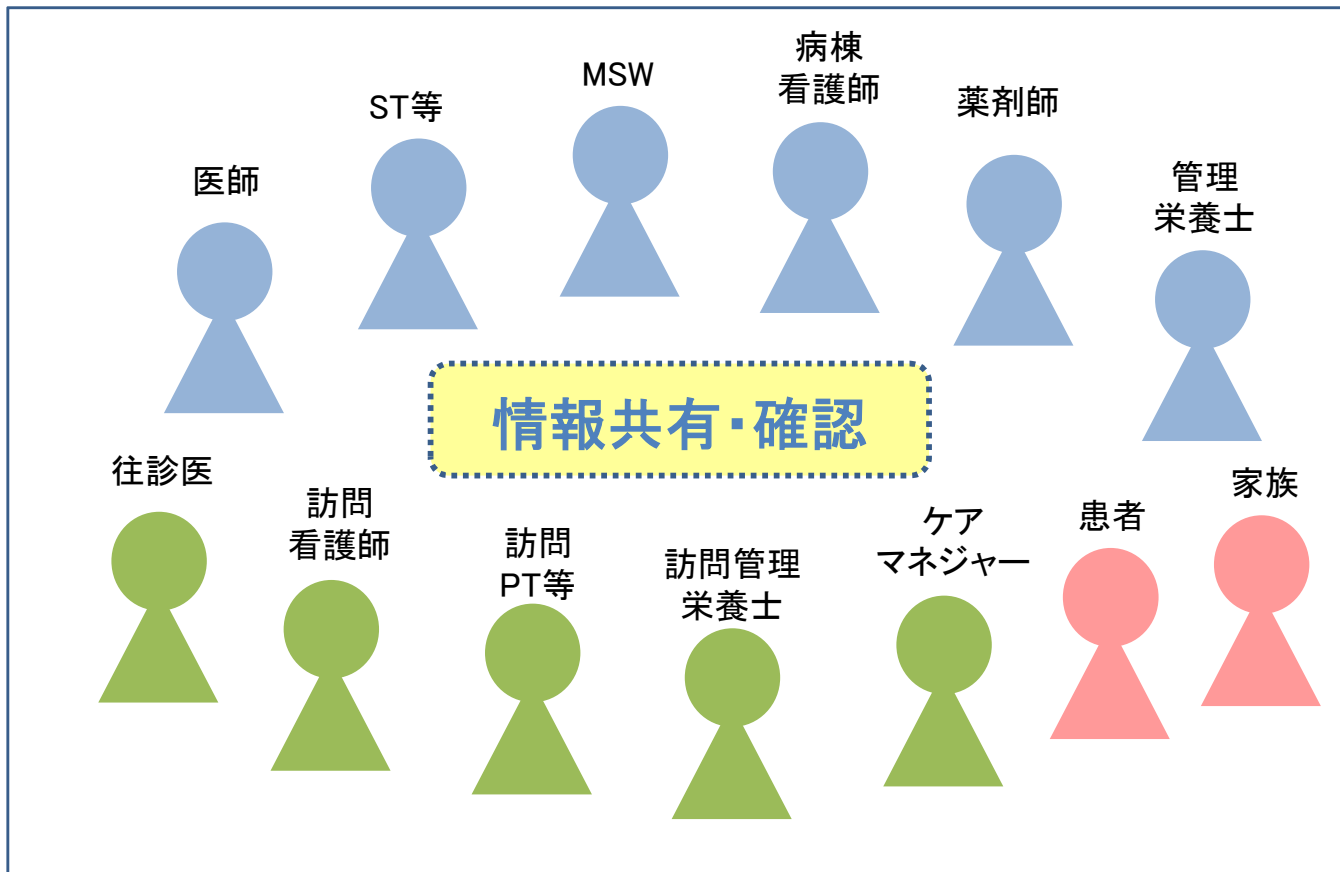 医師
ST等
MSW
病棟
看護師
薬剤師
管理
栄養士
情報共有・確認
往診医
訪問
看護師
訪問
PT等
訪問管理
栄養士
ケア
マネジャー
患者
家族